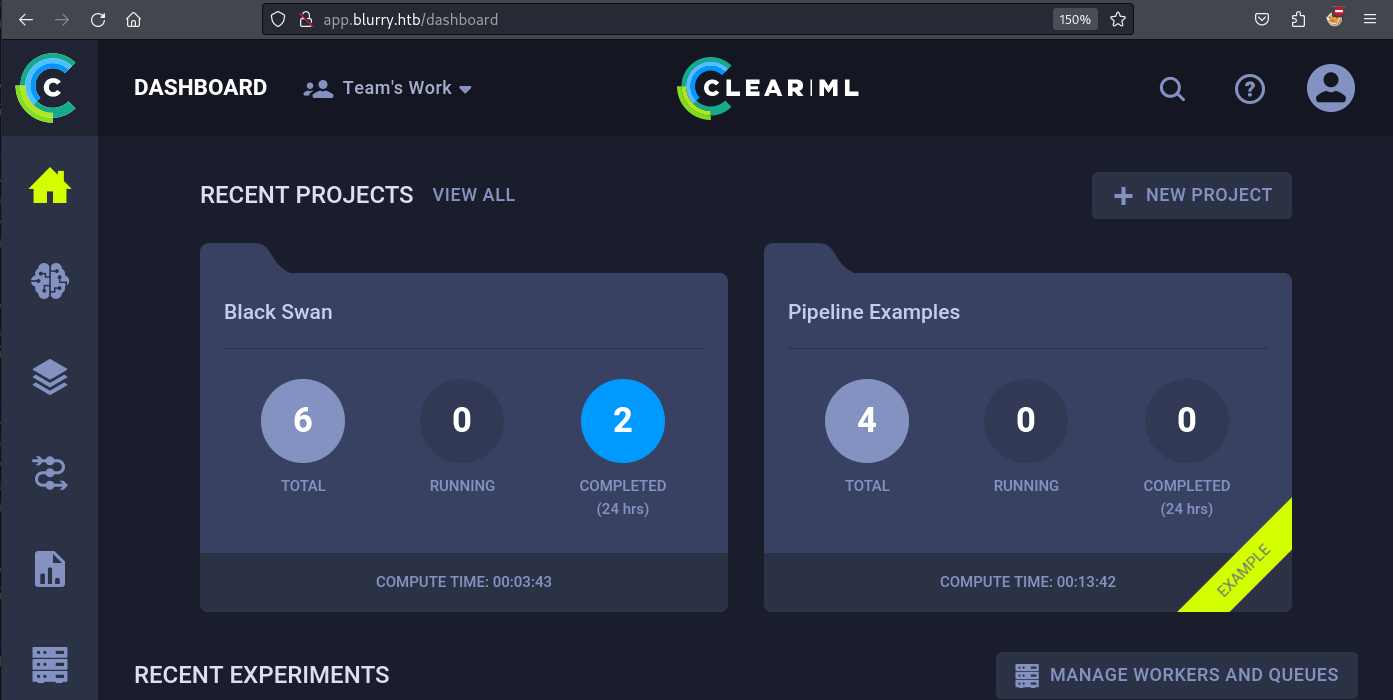 app.blurry.htb/dashboard 150%
C DASHBOARD Team's Work CLEAR|ML ?
RECENT PROJECTS VIEW ALL + NEW PROJECT
Black Swan
6 0 2
TOTAL RUNNING COMPLETED
(24 hrs)
COMPUTE TIME: 00:03:43
Pipeline Examples
4 0 0
TOTAL RUNNING COMPLETED
(24 hrs)
COMPUTE TIME: 00:13:42
EXAMPLE
RECENT EXPERIMENTS MANAGE WORKERS AND QUEUES